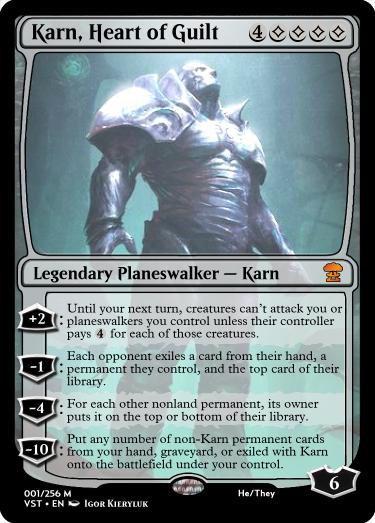 Karn, Heart of Guilt 4
Legendary Planeswalker — Karn
+2 : Until your next turn, creatures can't attack you or
planeswalkers you control unless their controller
pays 4 for each of those creatures.
-1 : Each opponent exiles a card from their hand, a
permanent they control, and the top card of their
library.
-4 : For each other nonland permanent, its owner
puts it on the top or bottom of their library.
-10 : Put any number of non-Karn permanent cards
from your hand, graveyard, or exiled with Karn
onto the battlefield under your control.
6
001/256 M He/They
VST • EN Igor Kieryluk